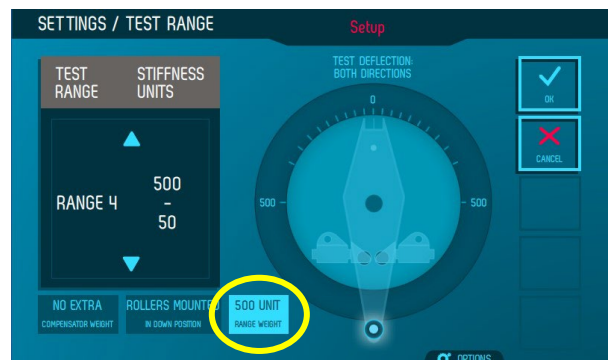 SETTINGS / TEST RANGE
Setup
TEST RANGE
STIFFNESS UNITS
RANGE 4
500
-
50
NO EXTRA
COMPENSATOR WEIGHT
ROLLERS MOUNTED
IN DOWN POSITION
500 UNIT
RANGE WEIGHT
TEST DEFLECTION:
BOTH DIRECTIONS
0
500 -
- 500
OK
CANCEL
OPTIONS